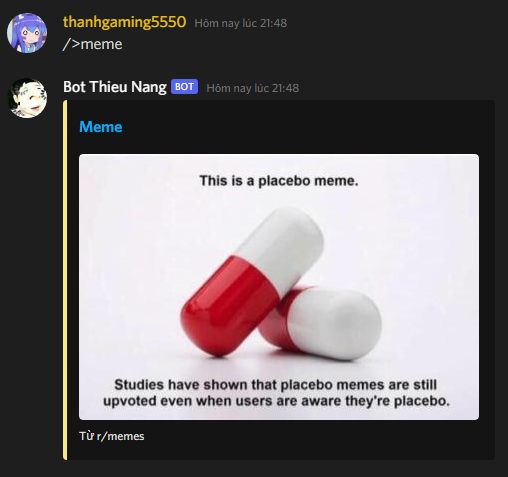 thanhgaming5550 Hôm nay lúc 21:48
/>meme
Bot Thieu Nang BOT Hôm nay lúc 21:48
Meme
This is a placebo meme.
Studies have shown that placebo memes are still
upvoted even when users are aware they're placebo.
Từ r/memes